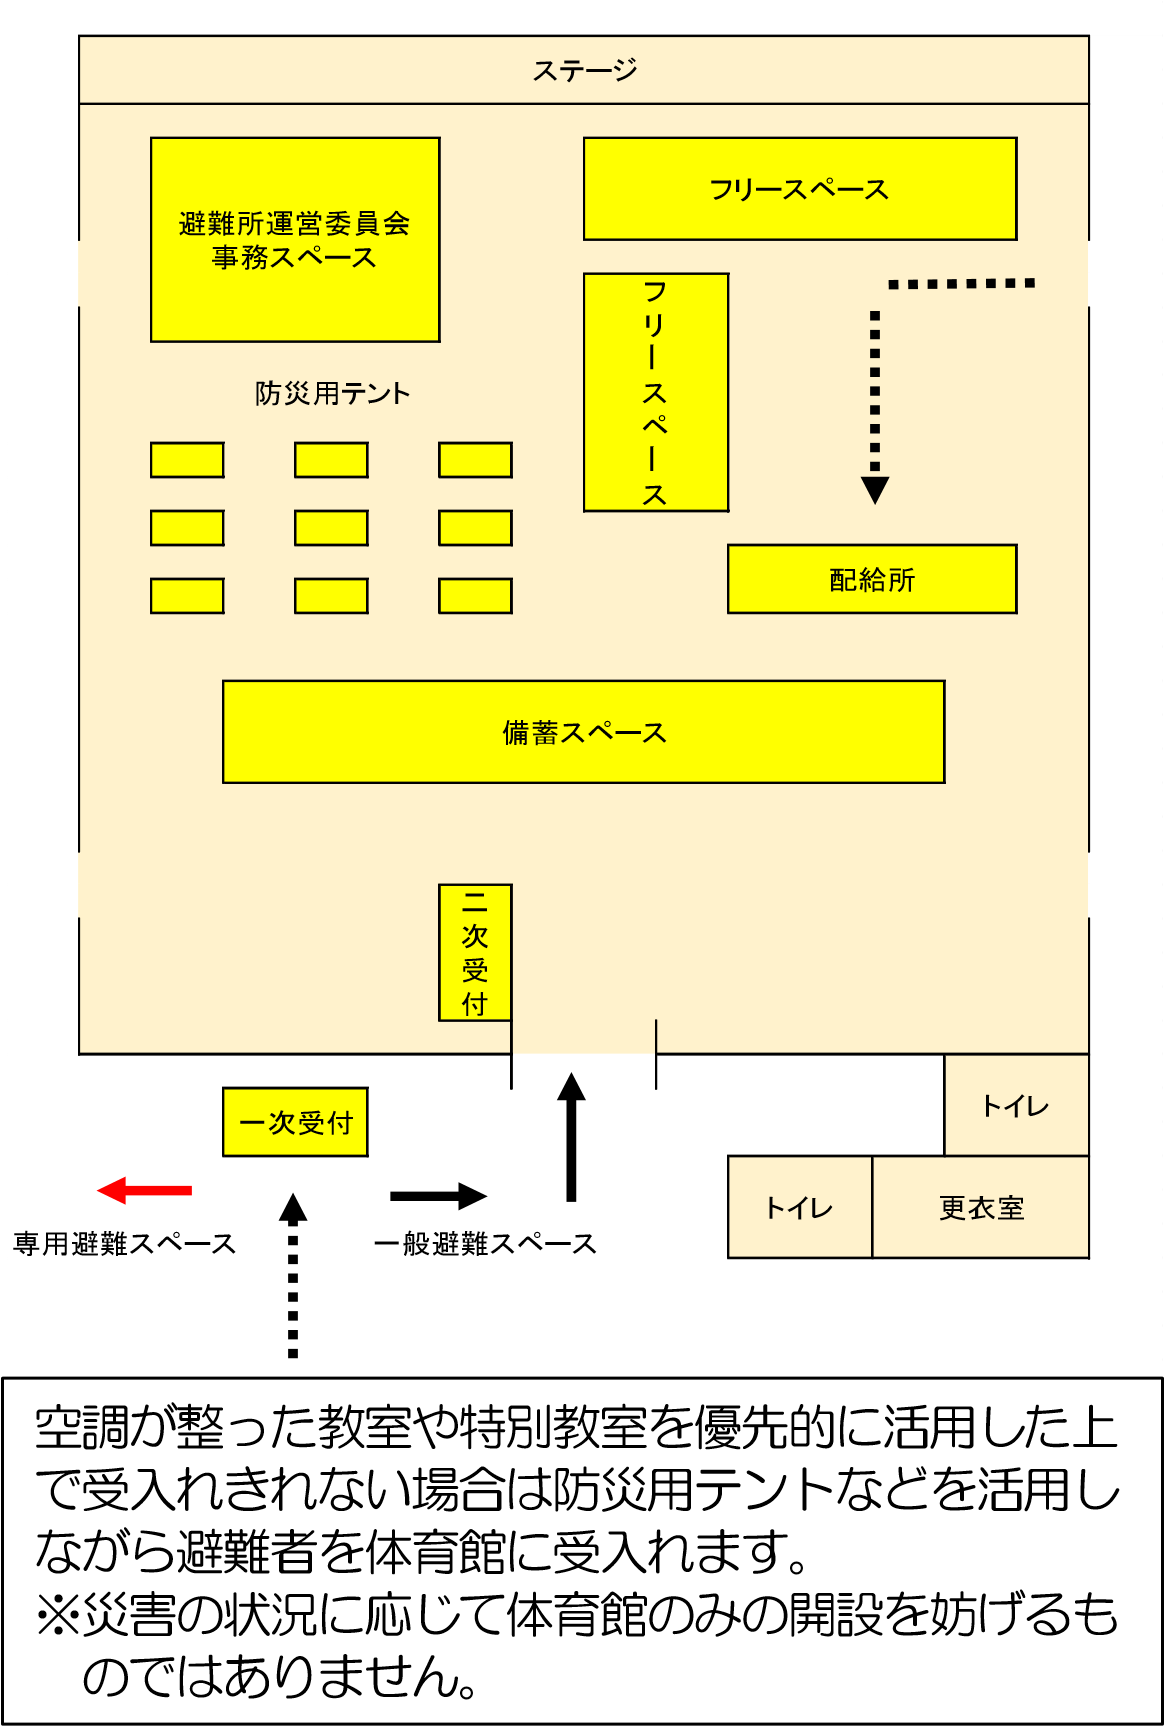 ステージ
避難所運営委員会
事務スペース
フリースペース
フリースペース
防災用テント
配給所
備蓄スペース
二次受付
一次受付
トイレ
トイレ
更衣室
専用避難スペース
一般避難スペース
空調が整った教室や特別教室を優先的に活用した上
で受入れきれない場合は防災用テントなどを活用し
ながら避難者を体育館に受入れます。
※災害の状況に応じて体育館のみの開設を妨げるも
のではありません。